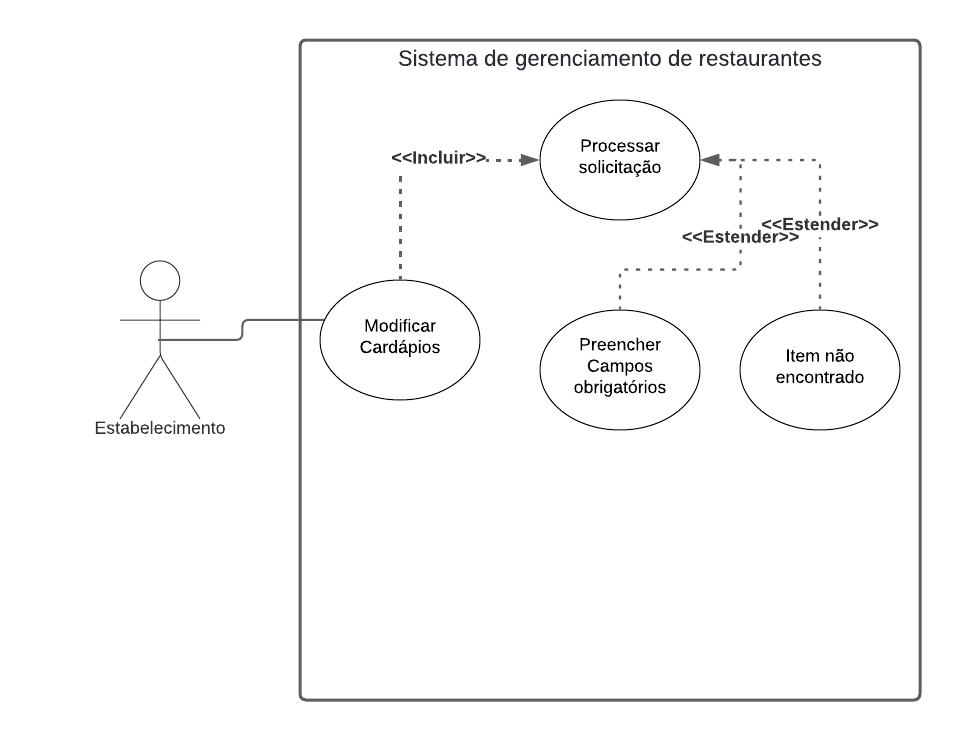 Sistema de gerenciamento de restaurantes
Processar
solicitação
<<Incluir>>
<<Estender>>
<<Estender>>
Modificar
Cardápios
Preencher
Campos
obrigatórios
Item não
encontrado
Estabelecimento